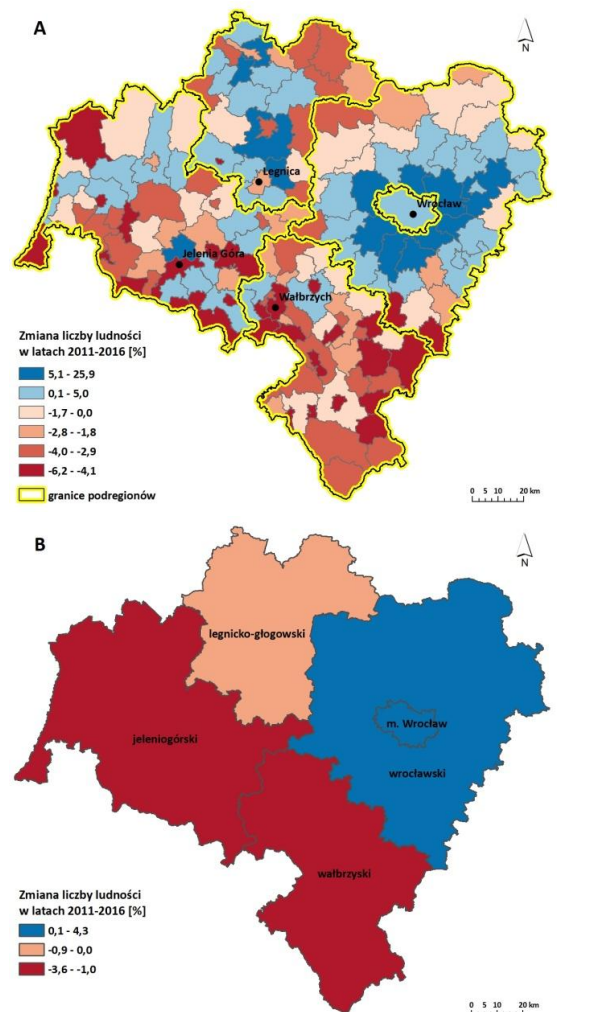 A
N
Legnica
Wrocław
Jelenia Góra
Wałbrzych
Zmiana liczby ludności
w latach 2011-2016 [%]
5,1 - 25,9
0,1 - 5,0
-1,7 - 0,0
-2,8 - -1,8
-4,0 - -2,9
-6,2 - -4,1
granice podregionów
0 5 10 20 km
B
N
legnicko-głogowski
m. Wrocław
jeleniogórski
wrocławski
wałbrzyski
Zmiana liczby ludności
w latach 2011-2016 [%]
0,1 - 4,3
-0,9 - 0,0
-3,6 - -1,0
0 5 10 20 km